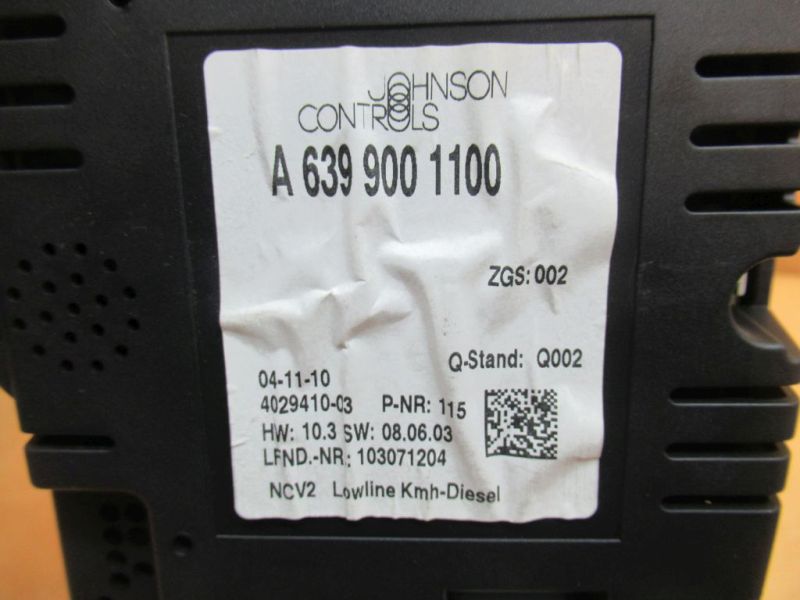 JOHNSON
CONTROLS
A 639 900 1100
ZGS: 002
Q-Stand: Q002
04-11-10
4029410-03 P-NR: 115
HW: 10.3 SW: 08.06.03
LFND.-NR: 103071204
NCV2 Lowline Kmh-Diesel